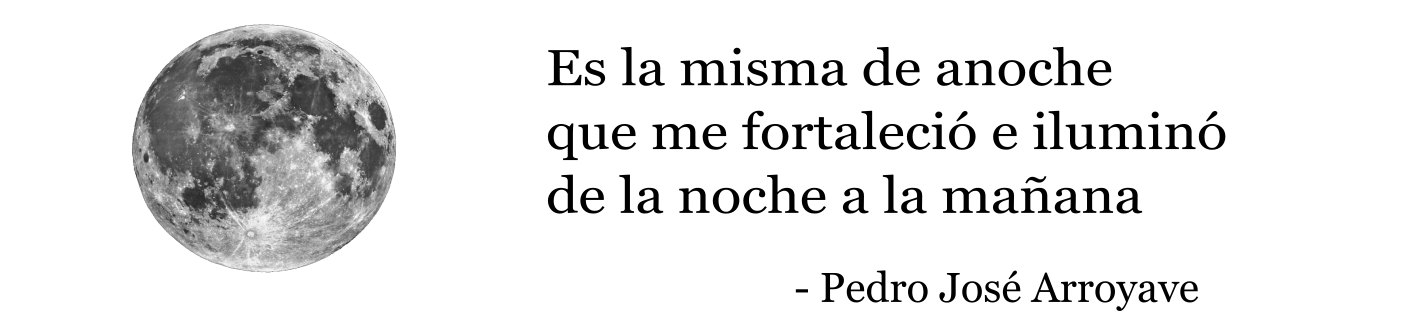 Es la misma de anoche
que me fortaleció e iluminó
de la noche a la mañana
- Pedro José Arroyave